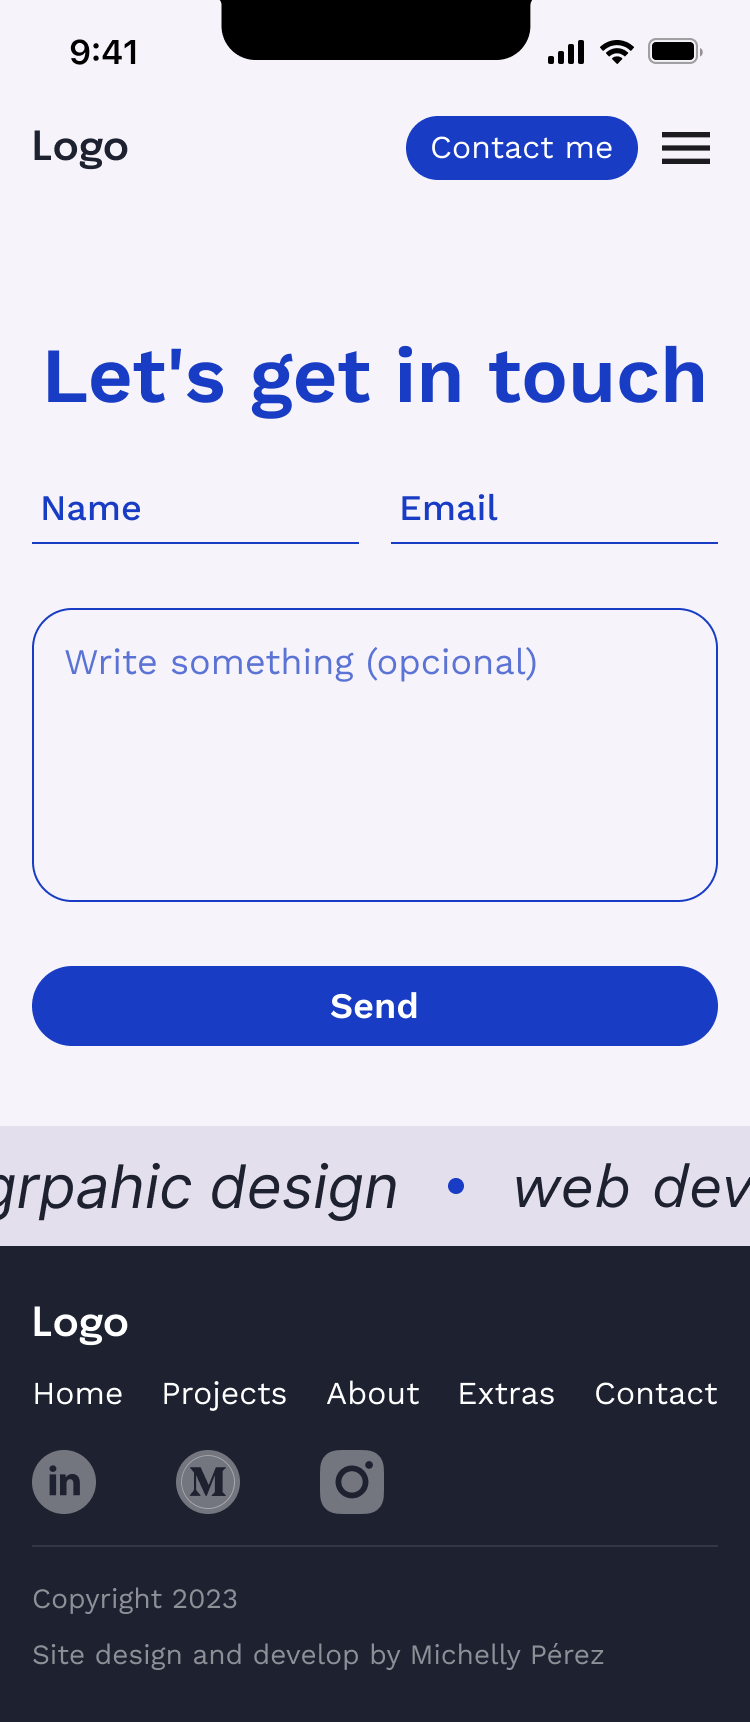 9:41
Logo
Contact me
Let's get in touch
Name Email
Write something (opcional)
Send
grpahic design • web dev
Logo
Home Projects About Extras Contact
in M
Copyright 2023
Site design and develop by Michelly Pérez